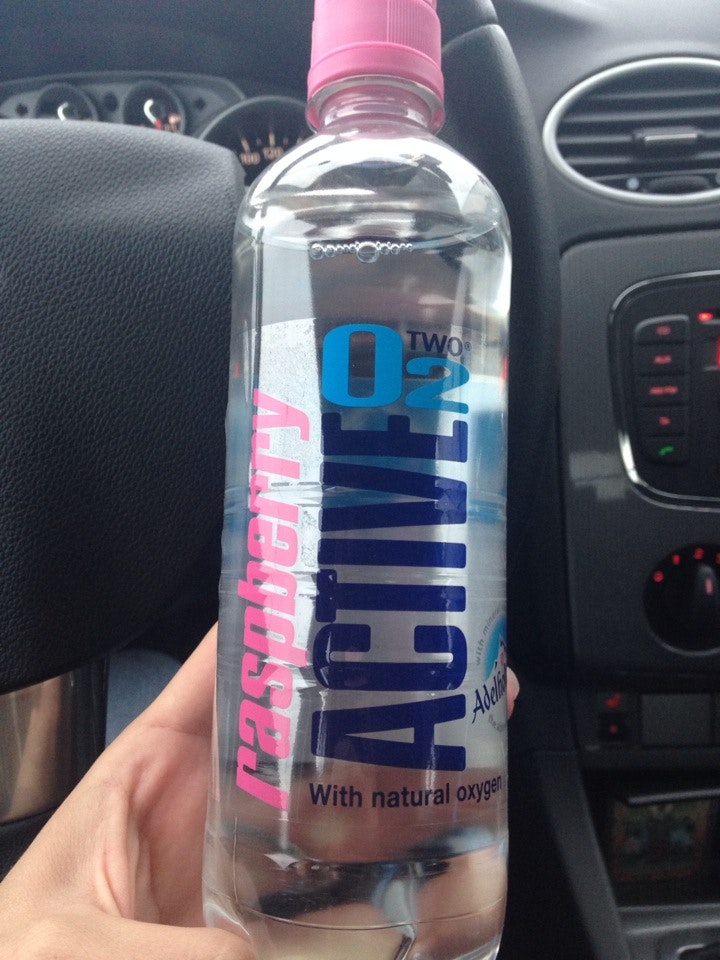 O2
TWO®
ACTIVE
raspberry
With natural oxygen